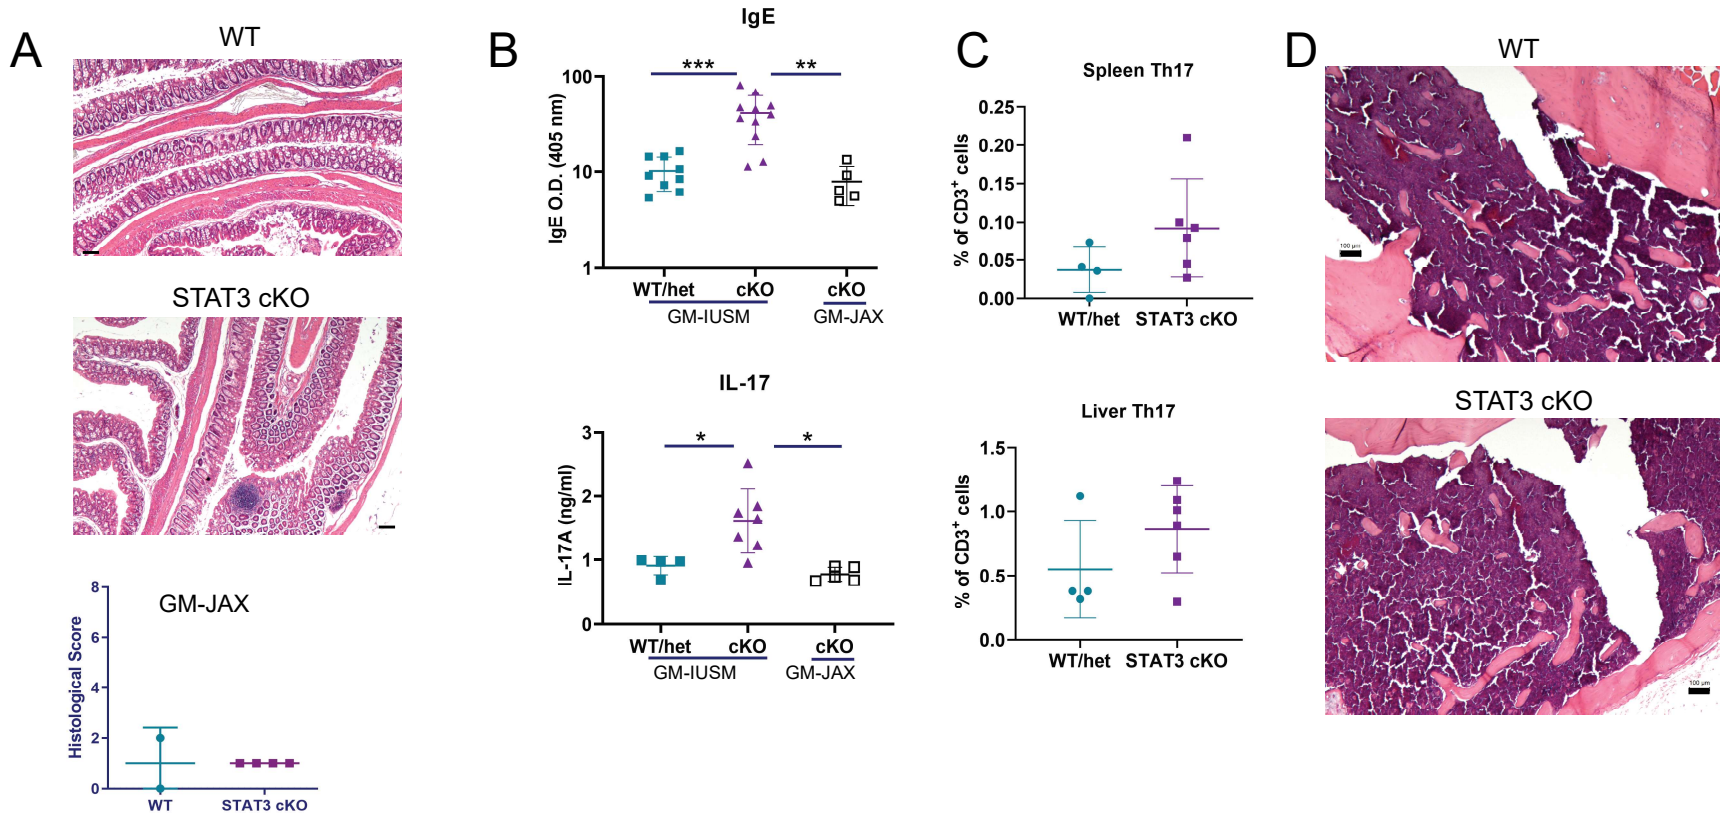 A
WT
STAT3 cKO
GM-JAX
Histological Score
8
6
4
2
0
WT
STAT3 cKO
B
IgE
IgE O.D. (405 nm)
100
10
1
***
**
WT/het
cKO
cKO
GM-IUSM
GM-JAX
IL-17
IL-17A (ng/ml)
3
2
1
0
*
*
WT/het
cKO
cKO
GM-IUSM
GM-JAX
C
Spleen Th17
% of CD3⁺ cells
0.25
0.20
0.15
0.10
0.05
0.00
WT/het
STAT3 cKO
Liver Th17
% of CD3⁺ cells
1.5
1.0
0.5
0.0
WT/het
STAT3 cKO
D
WT
100 µm
STAT3 cKO
100 µm